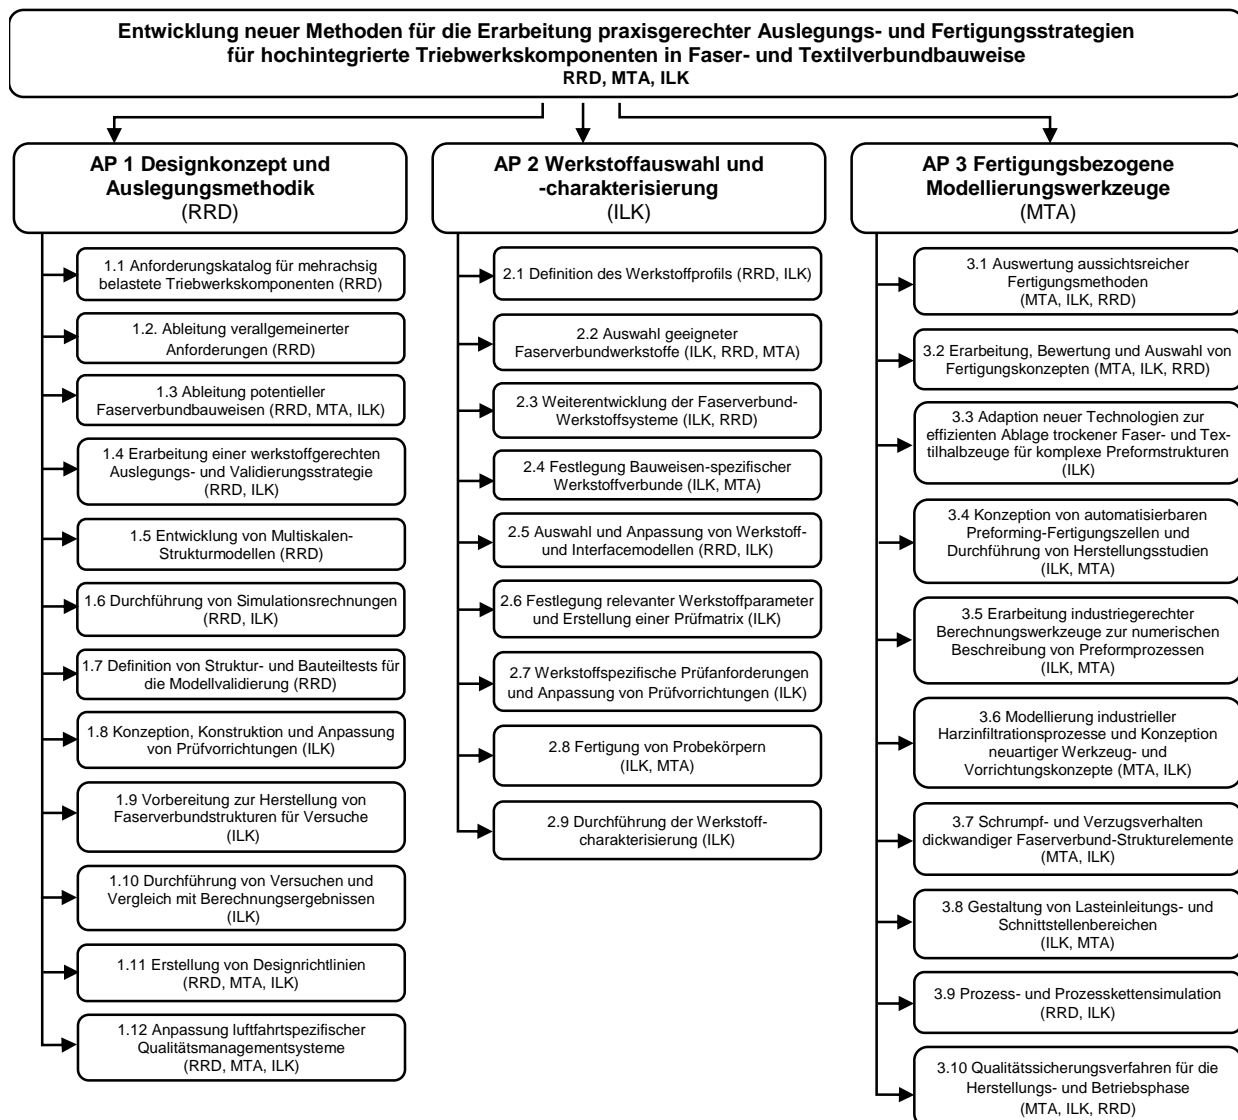 Entwicklung neuer Methoden für die Erarbeitung praxisgerechter Auslegungs- und Fertigungsstrategien
für hochintegrierte Triebwerkskomponenten in Faser- und Textilverbundbauweise
RRD, MTA, ILK
AP 1 Designkonzept und
Auslegungsmethodik
(RRD)
1.1 Anforderungskatalog für mehrachsig
belastete Triebwerkskomponenten (RRD)
1.2. Ableitung verallgemeinerter
Anforderungen (RRD)
1.3 Ableitung potentieller
Faserverbundbauweisen (RRD, MTA, ILK)
1.4 Erarbeitung einer werkstoffgerechten
Auslegungs- und Validierungsstrategie
(RRD, ILK)
1.5 Entwicklung von Multiskalen-
Strukturmodellen (RRD)
1.6 Durchführung von Simulationsrechnungen
(RRD, ILK)
1.7 Definition von Struktur- und Bauteiltests für
die Modellvalidierung (RRD)
1.8 Konzeption, Konstruktion und Anpassung
von Prüfvorrichtungen (ILK)
1.9 Vorbereitung zur Herstellung von
Faserverbundstrukturen für Versuche
(ILK)
1.10 Durchführung von Versuchen und
Vergleich mit Berechnungsergebnissen
(ILK)
1.11 Erstellung von Designrichtlinien
(RRD, MTA, ILK)
1.12 Anpassung luftfahrtspezifischer
Qualitätsmanagementsysteme
(RRD, MTA, ILK)
AP 2 Werkstoffauswahl und
-charakterisierung
(ILK)
2.1 Definition des Werkstoffprofils (RRD, ILK)
2.2 Auswahl geeigneter
Faserverbundwerkstoffe (ILK, RRD, MTA)
2.3 Weiterentwicklung der Faserverbund-
Werkstoffsysteme (ILK, RRD)
2.4 Festlegung Bauweisen-spezifischer
Werkstoffverbunde (ILK, MTA)
2.5 Auswahl und Anpassung von Werkstoff-
und Interfacemodellen (RRD, ILK)
2.6 Festlegung relevanter Werkstoffparameter
und Erstellung einer Prüfmatrix (ILK)
2.7 Werkstoffspezifische Prüfanforderungen
und Anpassung von Prüfvorrichtungen (ILK)
2.8 Fertigung von Probekörpern
(ILK, MTA)
2.9 Durchführung der Werkstoff-
charakterisierung (ILK)
AP 3 Fertigungsbezogene
Modellierungswerkzeuge
(MTA)
3.1 Auswertung aussichtsreicher
Fertigungsmethoden
(MTA, ILK, RRD)
3.2 Erarbeitung, Bewertung und Auswahl von
Fertigungskonzepten (MTA, ILK, RRD)
3.3 Adaption neuer Technologien zur
effizienten Ablage trockener Faser- und Tex-
tilhalbzeuge für komplexe Preformstrukturen
(ILK)
3.4 Konzeption von automatisierbaren
Preforming-Fertigungszellen und
Durchführung von Herstellungsstudien
(ILK, MTA)
3.5 Erarbeitung industriegerechter
Berechnungswerkzeuge zur numerischen
Beschreibung von Preformprozessen
(ILK, MTA)
3.6 Modellierung industrieller
Harzinfiltrationsprozesse und Konzeption
neuartiger Werkzeug- und
Vorrichtungskonzepte (MTA, ILK)
3.7 Schrumpf- und Verzugsverhalten
dickwandiger Faserverbund-Strukturelemente
(MTA, ILK)
3.8 Gestaltung von Lasteinleitungs- und
Schnittstellenbereichen
(ILK, MTA)
3.9 Prozess- und Prozesskettensimulation
(RRD, ILK)
3.10 Qualitätssicherungsverfahren für die
Herstellungs- und Betriebsphase
(MTA, ILK, RRD)